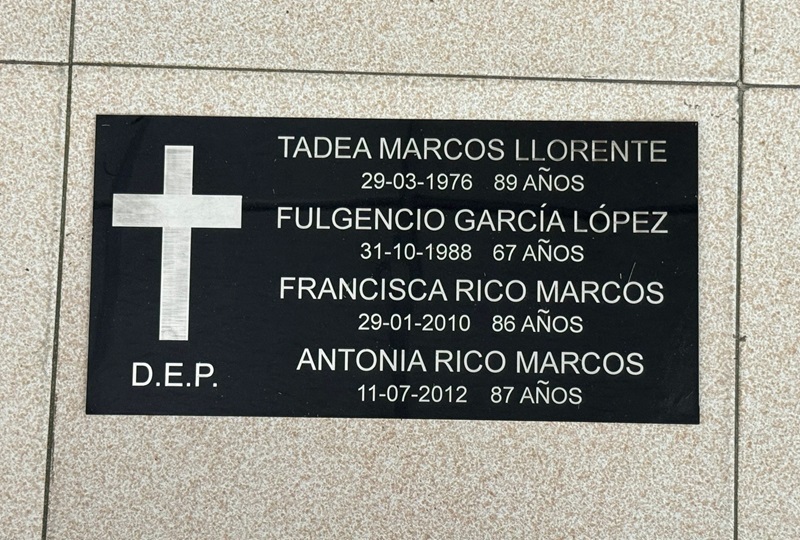 TADEA MARCOS LLORENTE
29-03-1976 89 AÑOS
FULGENCIO GARCÍA LÓPEZ
31-10-1988 67 AÑOS
FRANCISCA RICO MARCOS
29-01-2010 86 AÑOS
ANTONIA RICO MARCOS
11-07-2012 87 AÑOS
D.E.P.